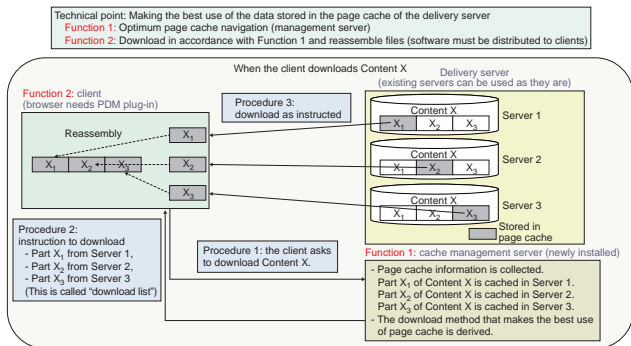 Technical point: Making the best use of the data stored in the page cache of the delivery server
Function 1: Optimum page cache navigation (management server)
Function 2: Download in accordance with Function 1 and reassemble files (software must be distributed to clients)
When the client downloads Content X
Function 2: client
(browser needs PDM plug-in)
Reassembly
X1
X1 X2 X3
X2
X3
Procedure 3:
download as instructed
Delivery server
(existing servers can be used as they are)
Content X
X1 X2 X3
Server 1
Content X
X1 X2 X3
Server 2
Content X
X1 X2 X3
Server 3
Stored in
page cache
Procedure 2:
instruction to download
- Part X1 from Server 1,
- Part X2 from Server 2,
- Part X3 from Server 3
(This is called “download list”)
Procedure 1: the client asks
to download Content X.
Function 1: cache management server (newly installed)
- Page cache information is collected.
Part X1 of Content X is cached in Server 1.
Part X2 of Content X is cached in Server 2.
Part X3 of Content X is cached in Server 3.
- The download method that makes the best use
of page cache is derived.